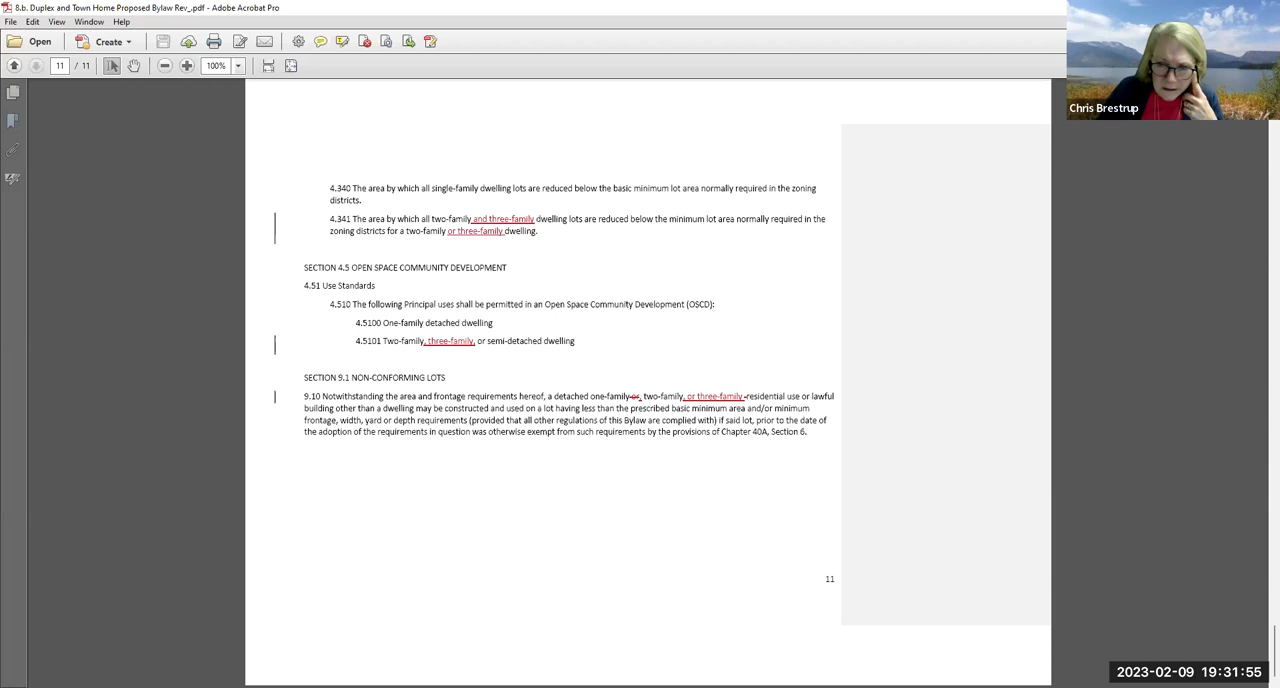 8.b. Duplex and Town Home Proposed Bylaw Rev_.pdf - Adobe Acrobat Pro
File Edit View Window Help
Open Create
11 / 11 100%
Chris Brestrup
4.340 The area by which all single-family dwelling lots are reduced below the basic minimum lot area normally required in the zoning
districts.
4.341 The area by which all two-family and three-family dwelling lots are reduced below the minimum lot area normally required in the
zoning districts for a two-family or three-family dwelling.
SECTION 4.5 OPEN SPACE COMMUNITY DEVELOPMENT
4.51 Use Standards
4.510 The following Principal uses shall be permitted in an Open Space Community Development (OSCD):
4.5100 One-family detached dwelling
4.5101 Two-family, three-family, or semi-detached dwelling
SECTION 9.1 NON-CONFORMING LOTS
9.10 Notwithstanding the area and frontage requirements hereof, a detached one-family or, two-family, or three-family -residential use or lawful
building other than a dwelling may be constructed and used on a lot having less than the prescribed basic minimum area and/or minimum
frontage, width, yard or depth requirements (provided that all other regulations of this Bylaw are complied with) if said lot, prior to the date of
the adoption of the requirements in question was otherwise exempt from such requirements by the provisions of Chapter 40A, Section 6.
11
2023-02-09 19:31:55